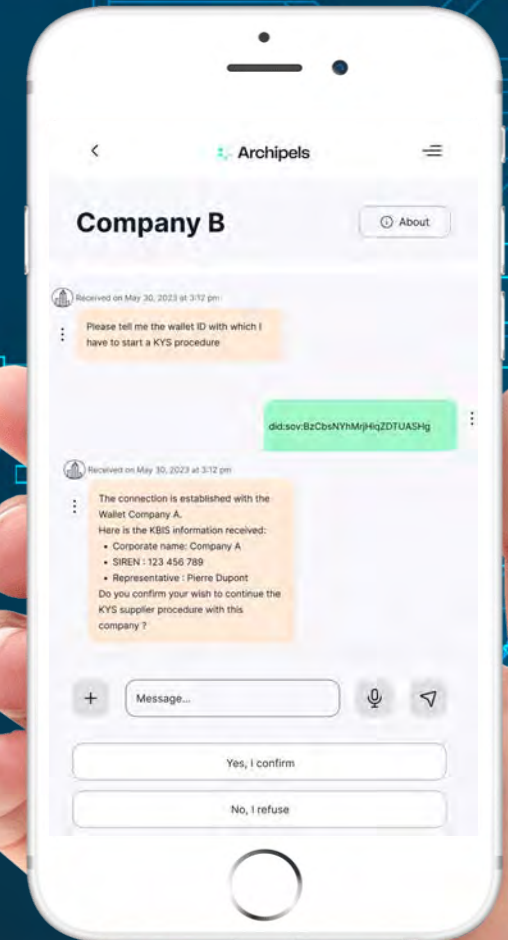 Archipels
Company B
About
Received on May 30, 2023 at 3:12 pm
Please tell me the wallet ID with which I
have to start a KYS procedure
did:sov:BzCbsNYhMrjHiqZDTUASHg
Received on May 30, 2023 at 3:12 pm
The connection is established with the
Wallet Company A.
Here is the KBIS information received:
• Corporate name: Company A
• SIREN : 123 456 789
• Representative : Pierre Dupont
Do you confirm your wish to continue the
KYS supplier procedure with this
company ?
Message...
Yes, I confirm
No, I refuse